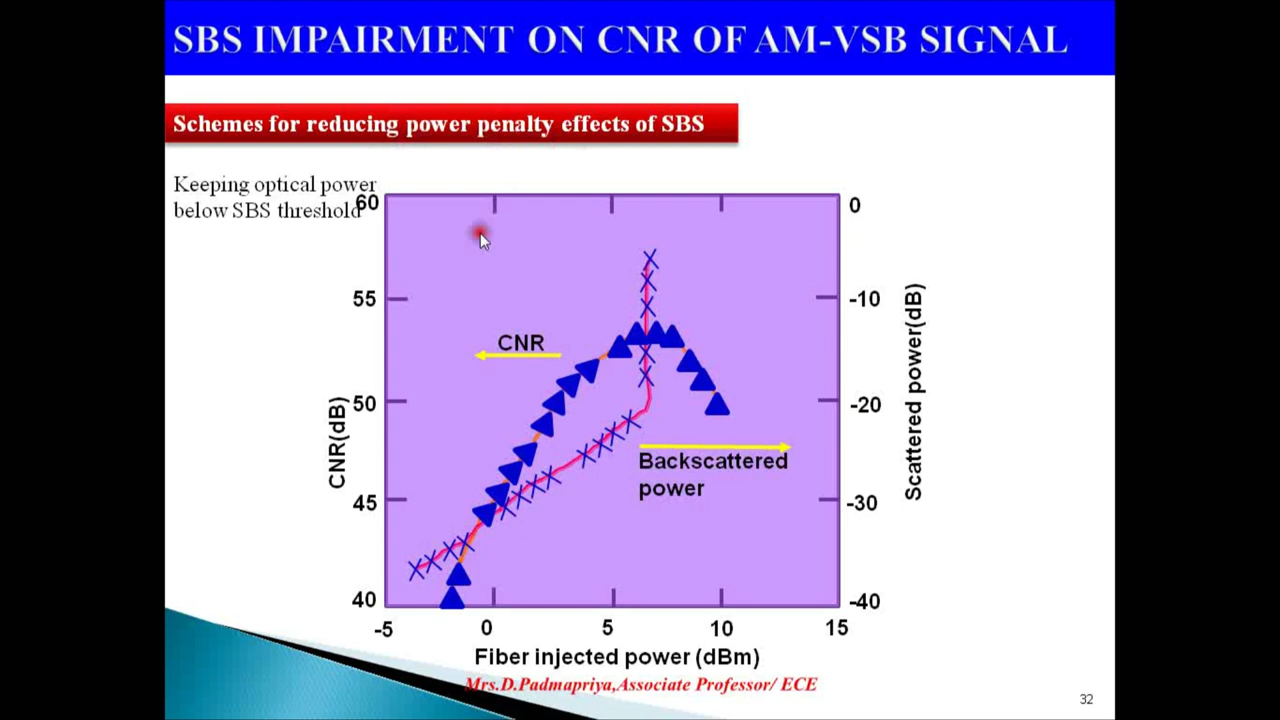 SBS IMPAIRMENT ON CNR OF AM-VSB SIGNAL
Schemes for reducing power penalty effects of SBS
Keeping optical power
below SBS threshold
60
55
50
45
40
CNR(dB)
CNR
Backscattered
power
0
-10
-20
-30
-40
Scattered power(dB)
-5 0 5 10 15
Fiber injected power (dBm)
Mrs.D.Padmapriya,Associate Professor/ ECE
32